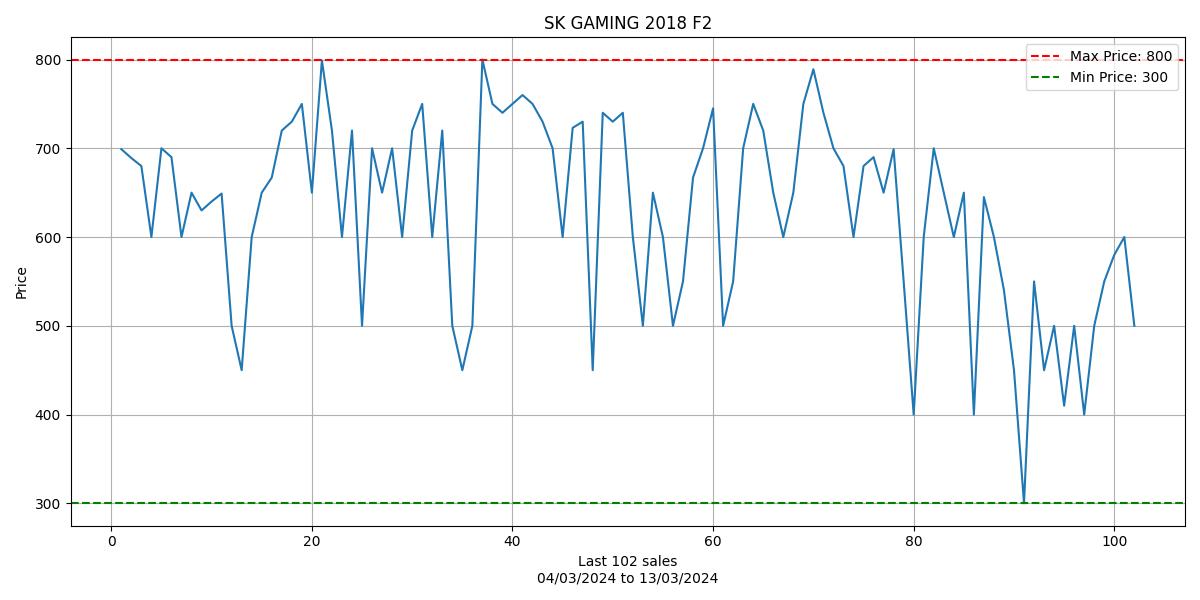 SK GAMING 2018 F2
Max Price: 800
Min Price: 300
Price
800
700
600
500
400
300
0 20 40 60 80 100
Last 102 sales
04/03/2024 to 13/03/2024